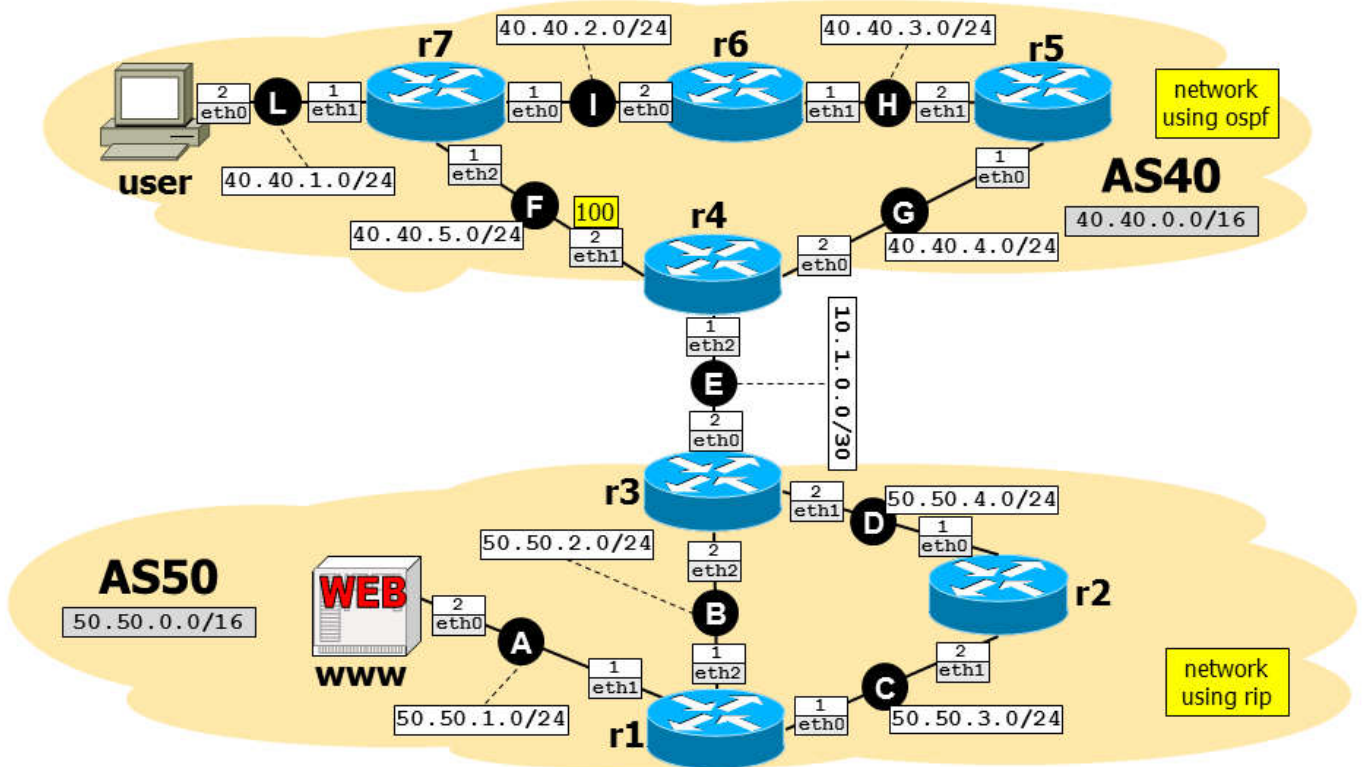 40.40.2.0/24
40.40.3.0/24
r7
r6
r5
2
eth0
L
1
eth1
1
eth0
I
2
eth0
1
eth1
H
2
eth1
network
using ospf
user
40.40.1.0/24
1
eth2
F
100
2
eth1
40.40.5.0/24
r4
2
eth0
G
1
eth0
40.40.4.0/24
AS40
40.40.0.0/16
1
eth2
E
10.1.0.0/30
2
eth0
r3
2
eth1
D
50.50.4.0/24
1
eth0
50.50.2.0/24
2
eth2
B
1
eth2
r2
AS50
50.50.0.0/16
WEB
www
2
eth0
A
1
eth1
50.50.1.0/24
r1
1
eth0
C
2
eth1
50.50.3.0/24
network
using rip